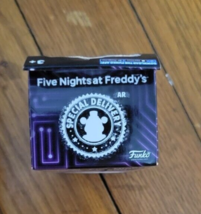 Five Nights at Freddy's
AR
SPECIAL DELIVERY
Funko